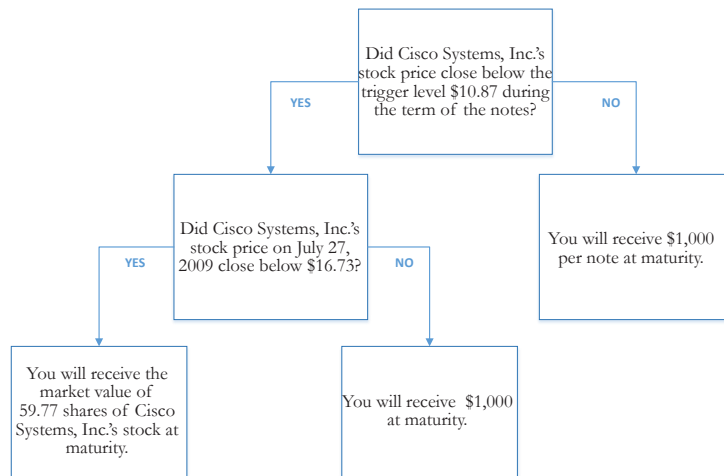 Did Cisco Systems, Inc.'s
stock price close below the
trigger level $10.87 during
the term of the notes?
YES
NO
Did Cisco Systems, Inc.'s
stock price on July 27,
2009 close below $16.73?
You will receive $1,000
per note at maturity.
YES
NO
You will receive the
market value of
59.77 shares of Cisco
Systems, Inc.'s stock at
maturity.
You will receive $1,000
at maturity.